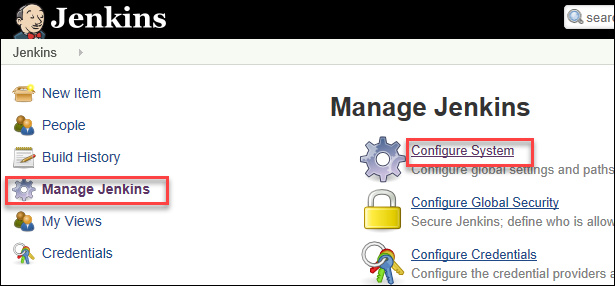 Jenkins
sear
Jenkins
New Item
People
Build History
Manage Jenkins
My Views
Credentials
Manage Jenkins
Configure System
Configure global settings and paths
Configure Global Security
Secure Jenkins; define who is allow
Configure Credentials
Configure the credential providers a